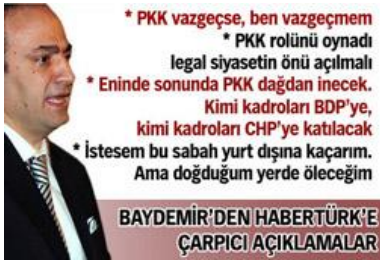 * PKK vazgeçse, ben vazgeçmem
* PKK rolünü oynadı
legal siyasetin önü açılmalı
* Eninde sonunda PKK dağdan inecek.
Kimi kadroları BDP'ye,
kimi kadroları CHP'ye katılacak
* İstesem bu sabah yurt dışına kaçarım.
Ama doğduğum yerde öleceğim
BAYDEMİR'DEN HABERTÜRK'E
ÇARPICI AÇIKLAMALAR